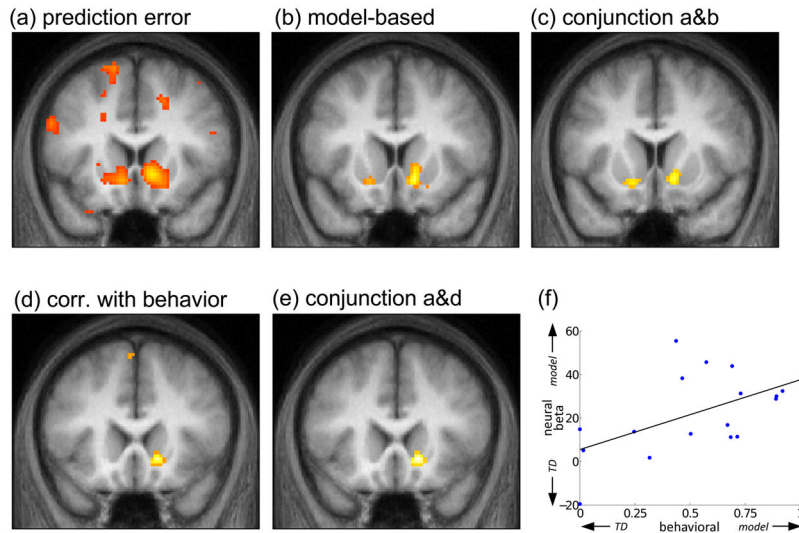 (a) prediction error
(b) model-based
(c) conjunction a&b
(d) corr. with behavior
(e) conjunction a&d
(f)
60
40
20
0
−20
model
neural
beta
TD
0
0.25
0.5
0.75
1
TD
behavioral
model